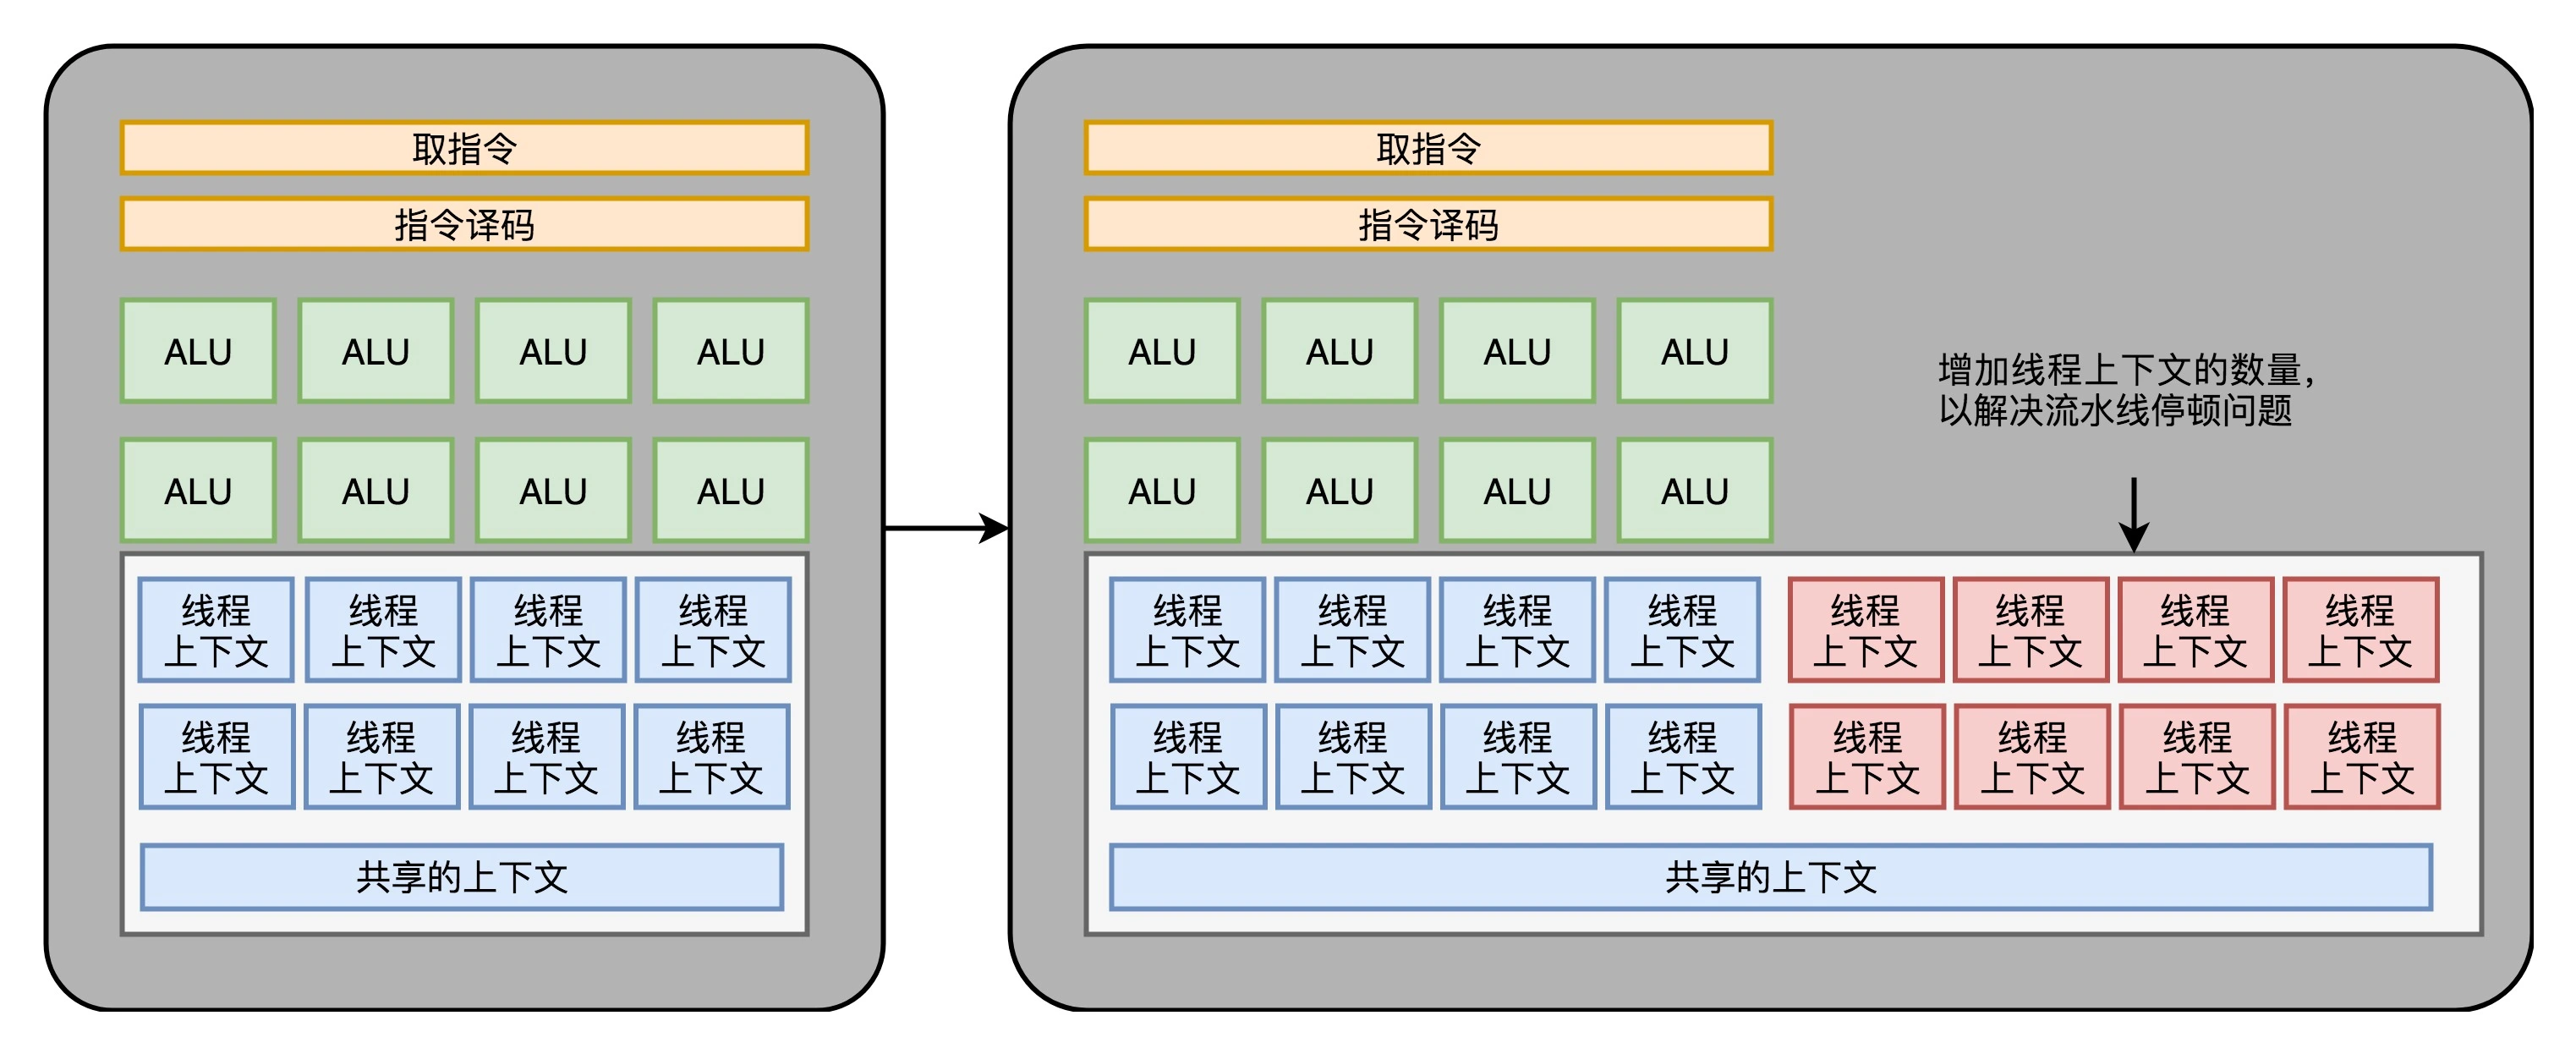 取指令
指令译码
ALU ALU ALU ALU
ALU ALU ALU ALU
线程 线程 线程 线程
上下文 上下文 上下文 上下文
线程 线程 线程 线程
上下文 上下文 上下文 上下文
共享的上下文
取指令
指令译码
ALU ALU ALU ALU
ALU ALU ALU ALU
增加线程上下文的数量，
以解决流水线停顿问题
线程 线程 线程 线程 线程 线程 线程 线程
上下文 上下文 上下文 上下文 上下文 上下文 上下文 上下文
线程 线程 线程 线程 线程 线程 线程 线程
上下文 上下文 上下文 上下文 上下文 上下文 上下文 上下文
共享的上下文